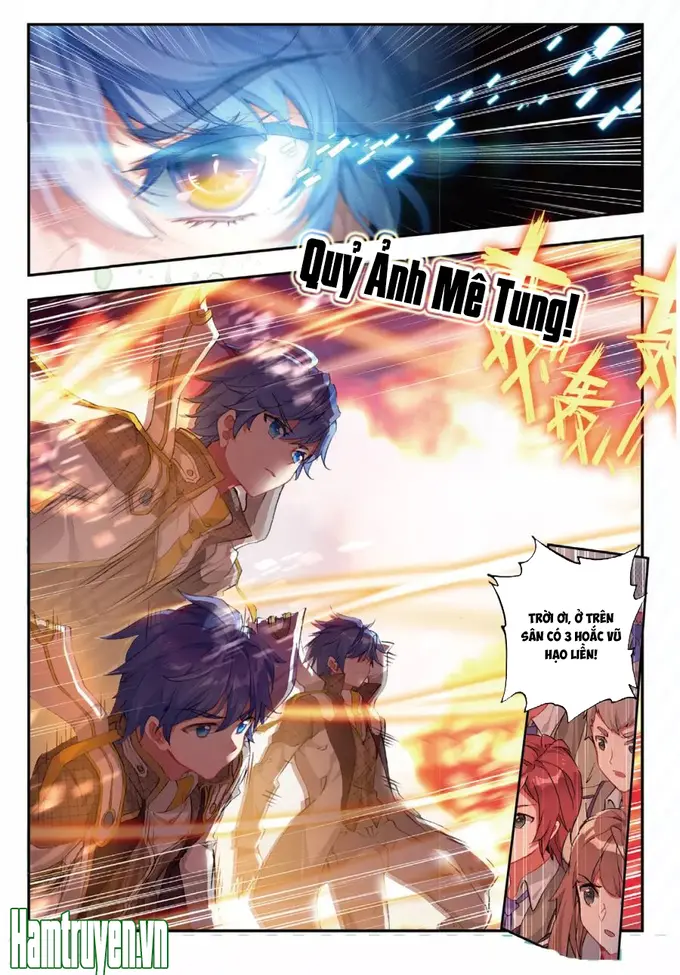 Quỷ Ảnh Mê Tung!
TRỜI ƠI, Ở TRÊN
SÂN CÓ 3 HOẮC VŨ
HẠO LIỀN!
Hamtruyen.vn